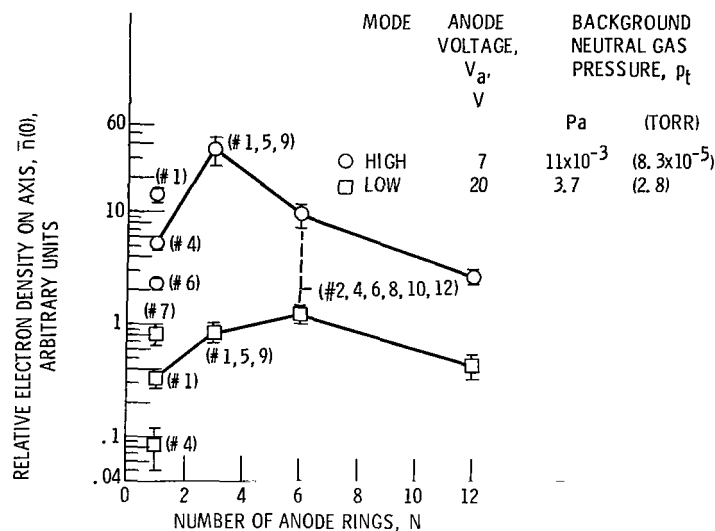 MODE ANODE VOLTAGE, Va, V BACKGROUND NEUTRAL GAS PRESSURE, pt
Pa (TORR)
HIGH 7 11x10⁻³ (8.3x10⁻⁵)
LOW 20 3.7 (2.8)
RELATIVE ELECTRON DENSITY ON AXIS, n̅(0),
ARBITRARY UNITS
60
10
1
.1
.04
(#1)
(#1, 5, 9)
(#4)
(#6)
(#2, 4, 6, 8, 10, 12)
(#7)
(#1, 5, 9)
(#1)
(#4)
0 2 4 6 8 10 12
NUMBER OF ANODE RINGS, N